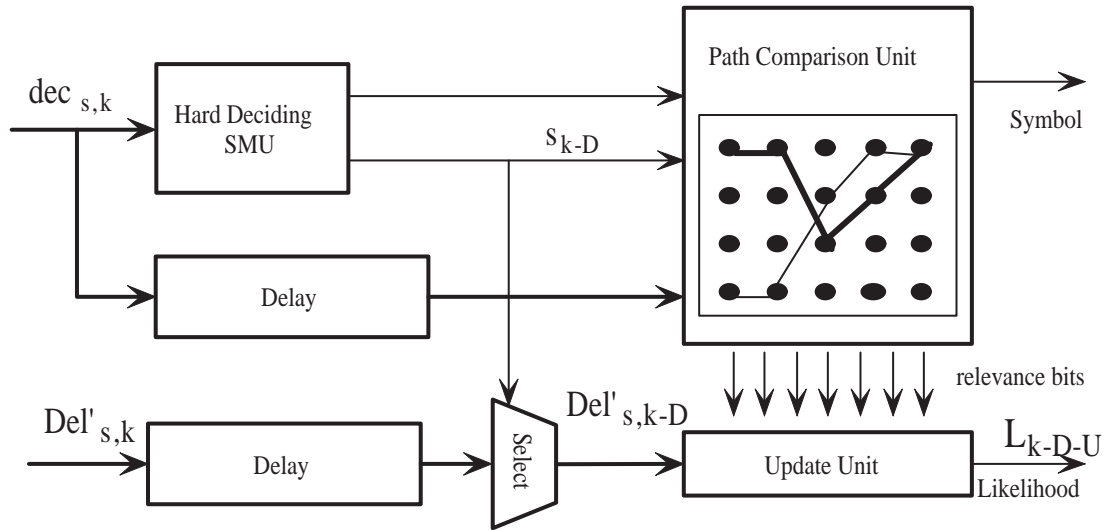 Path Comparison Unit
dec s,k
Hard Deciding
SMU
s k-D
Symbol
Delay
relevance bits
Del' s,k
Delay
Select
Del' s,k-D
Update Unit
L k-D-U
Likelihood